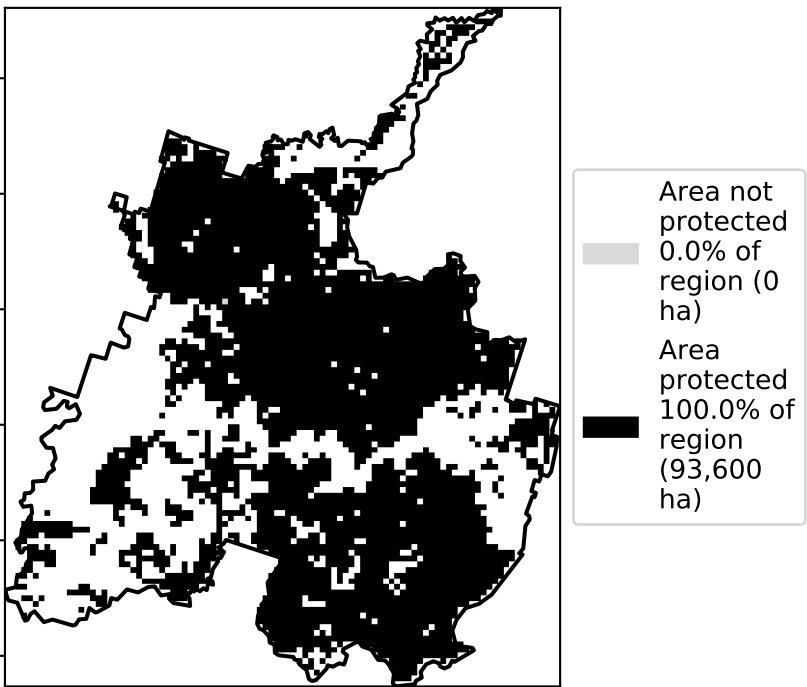 Area not
protected
0.0% of
region (0
ha)
Area
protected
100.0% of
region
(93,600
ha)